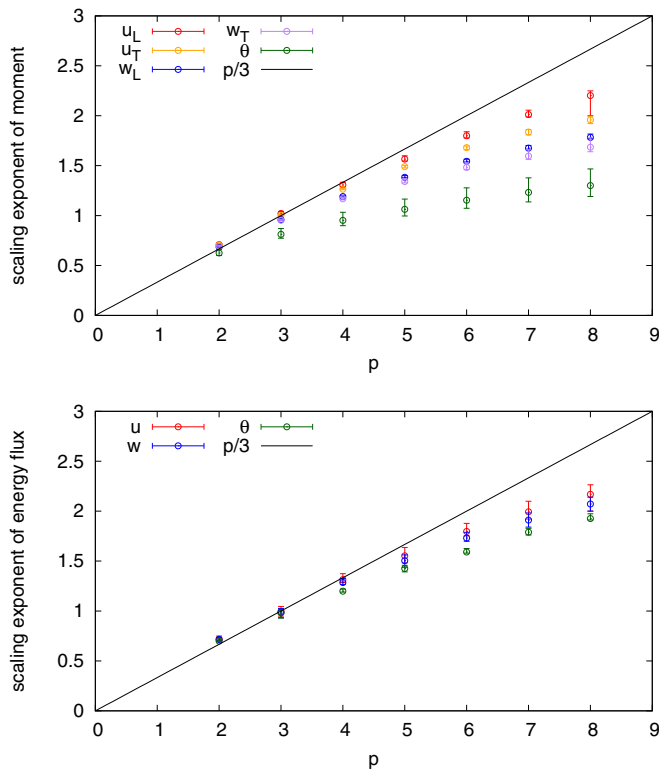 scaling exponent of moment
3
2.5
2
1.5
1
0.5
0
u_L
u_T
w_L
w_T
θ
p/3
0 1 2 3 4 5 6 7 8 9
p
scaling exponent of energy flux
3
2.5
2
1.5
1
0.5
0
u
w
θ
p/3
0 1 2 3 4 5 6 7 8 9
p